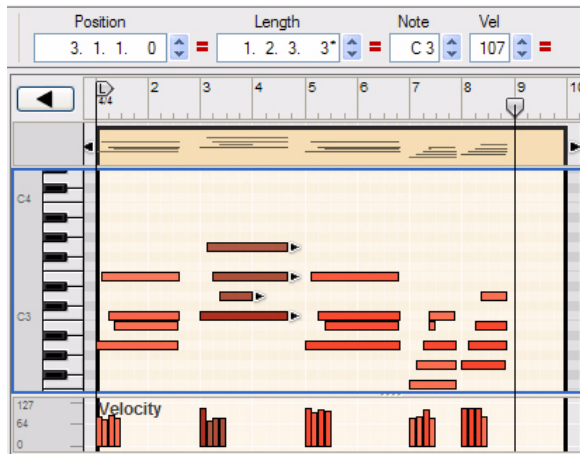 Position Length Note Vel
3. 1. 1. 0 = 1. 2. 3. 3* = C 3 107 =
L 2 3 4 5 6 7 8 9 10
4/4
C4
C3
127 Velocity
64
0